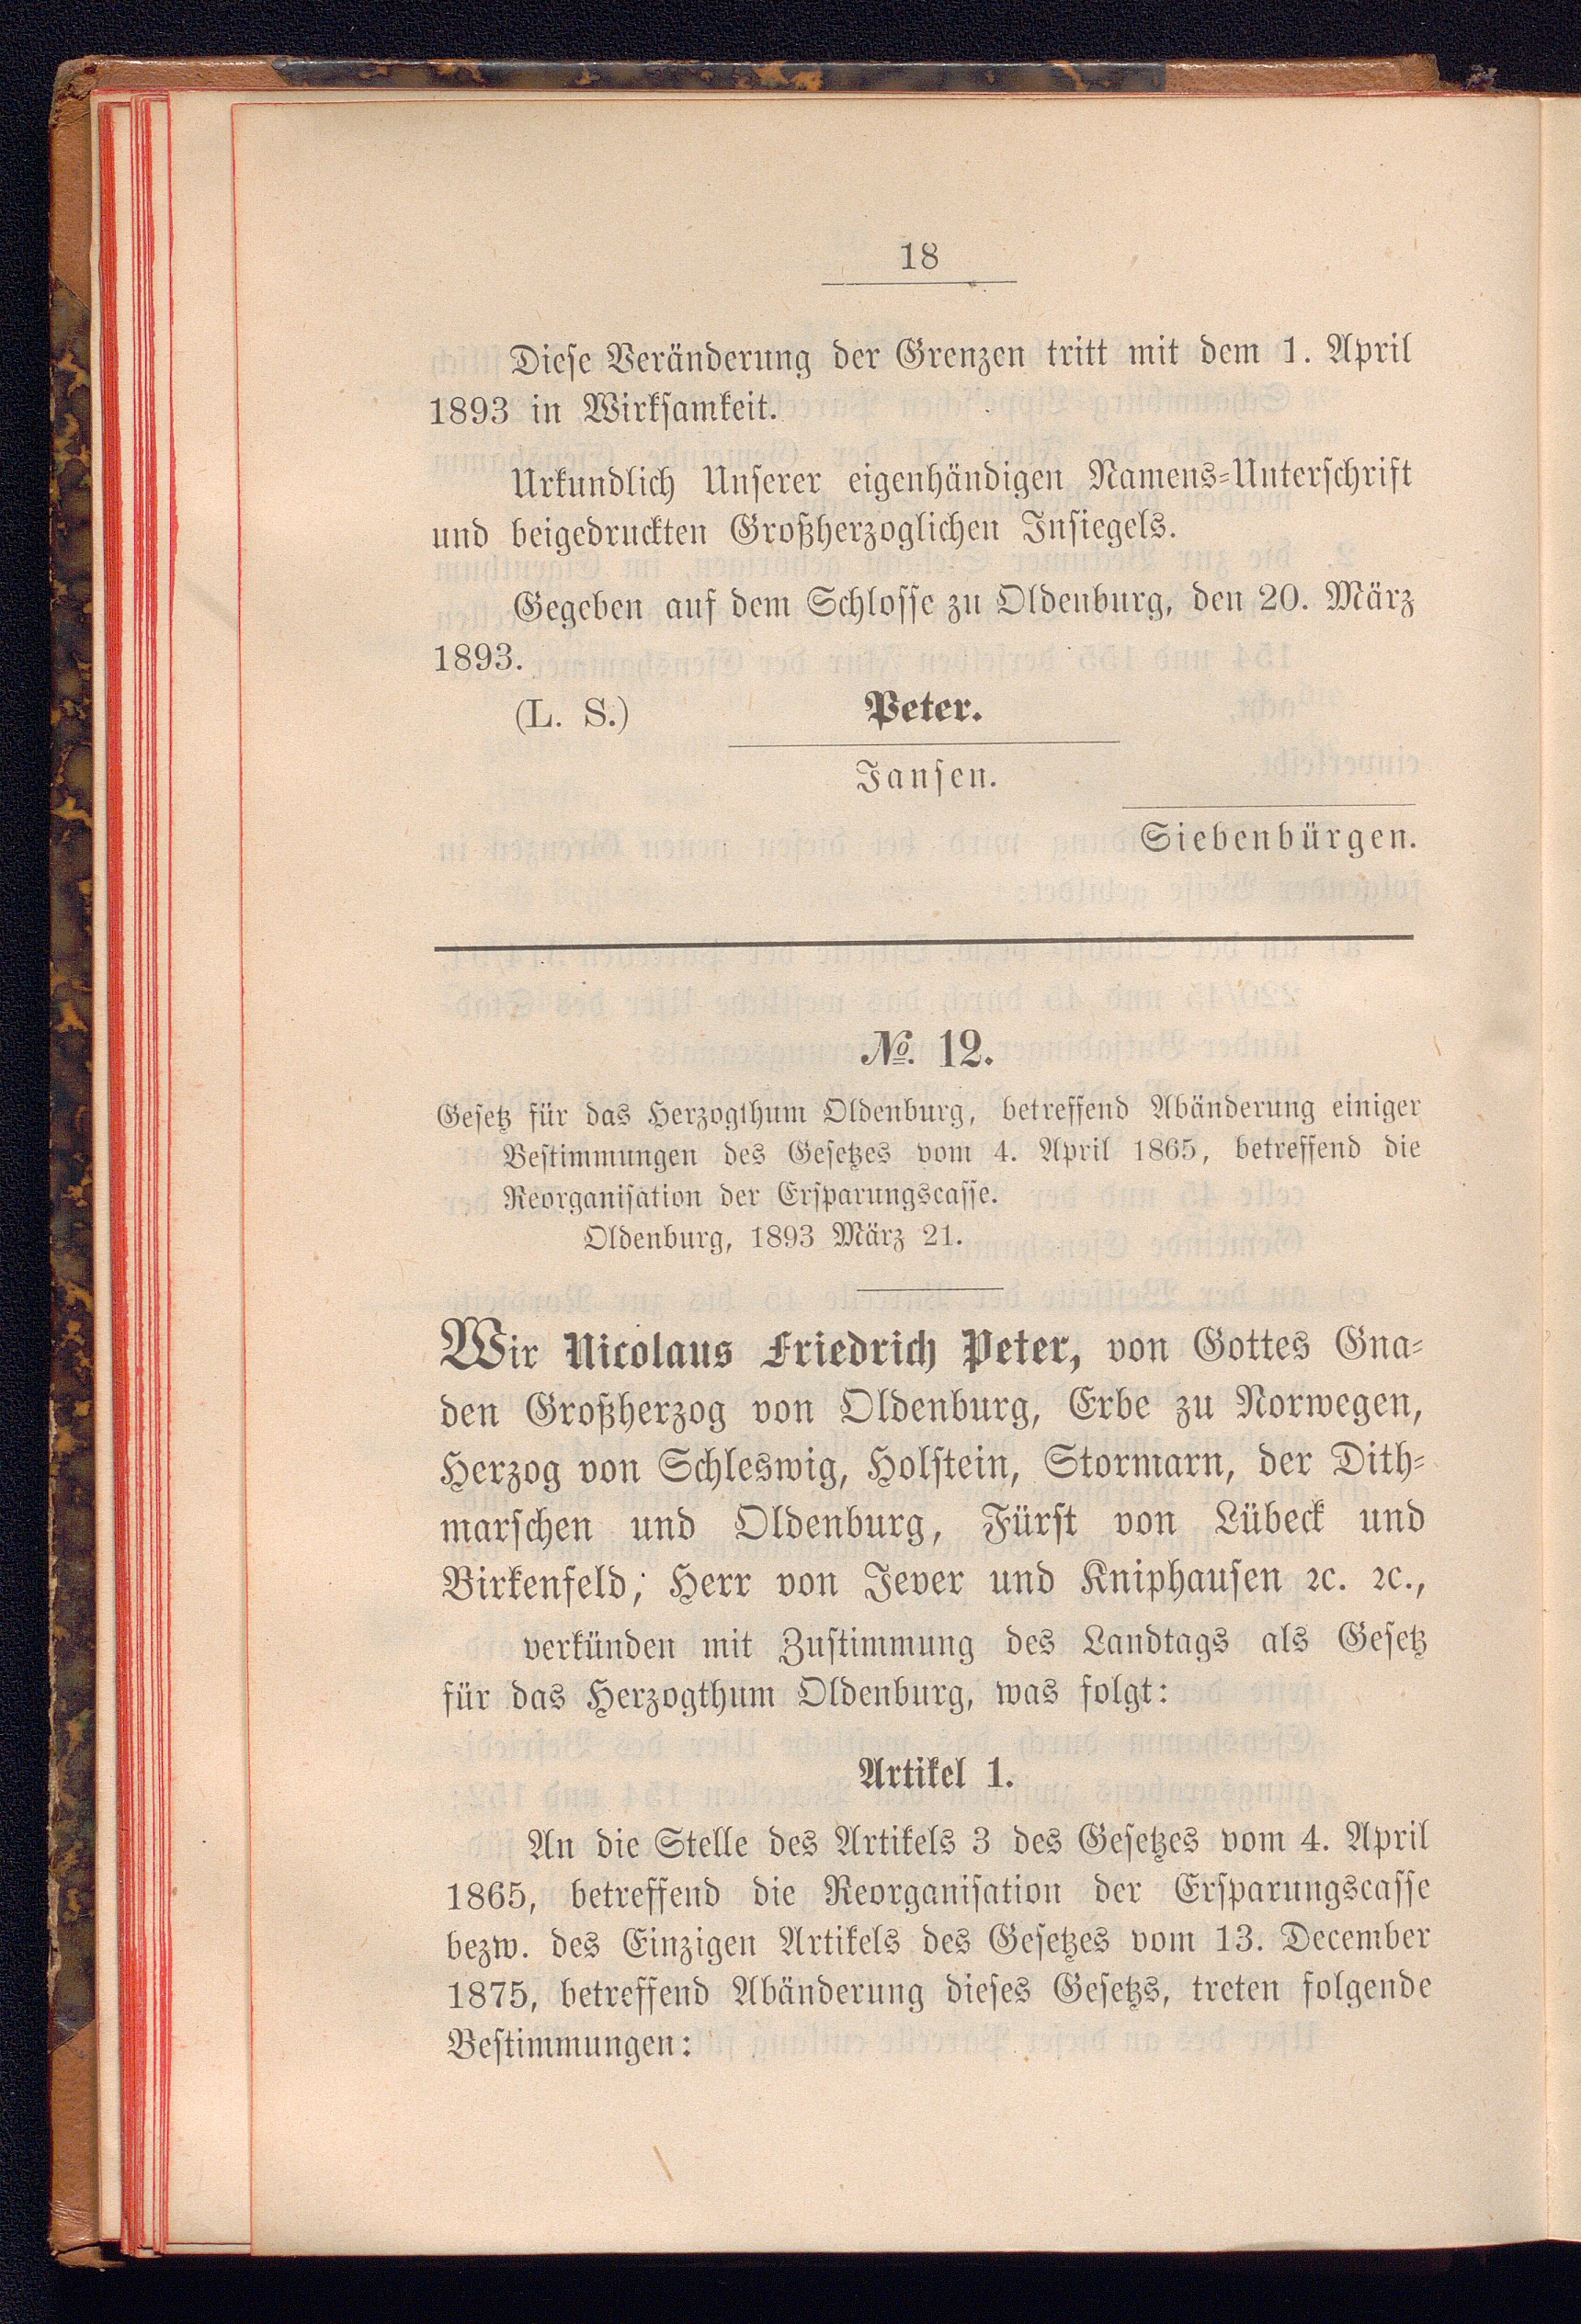 18
Diese Veränderung der Grenzen tritt mit dem 1. April
1893 in Wirksamkeit.
Urkundlich Unserer eigenhändigen Namens-Unterschrift
und beigedruckten Großherzoglichen Insiegels.
Gegeben auf dem Schlosse zu Oldenburg, den 20. März
1893.
(L. S.) Peter.
Jansen.
Siebenbürgen.
№. 12.
Gesetz für das Herzogthum Oldenburg, betreffend Abänderung einiger
Bestimmungen des Gesetzes vom 4. April 1865, betreffend die
Reorganisation der Ersparungscasse.
Oldenburg, 1893 März 21.
Wir Nicolaus Friedrich Peter, von Gottes Gna-
den Großherzog von Oldenburg, Erbe zu Norwegen,
Herzog von Schleswig, Holstein, Stormarn, der Dith-
marschen und Oldenburg, Fürst von Lübeck und
Birkenfeld, Herr von Jever und Kniphausen ꝛc. ꝛc.,
verkünden mit Zustimmung des Landtags als Gesetz
für das Herzogthum Oldenburg, was folgt:
Artikel 1.
An die Stelle des Artikels 3 des Gesetzes vom 4. April
1865, betreffend die Reorganisation der Ersparungscasse
bezw. des Einzigen Artikels des Gesetzes vom 13. December
1875, betreffend Abänderung dieses Gesetzs, treten folgende
Bestimmungen: